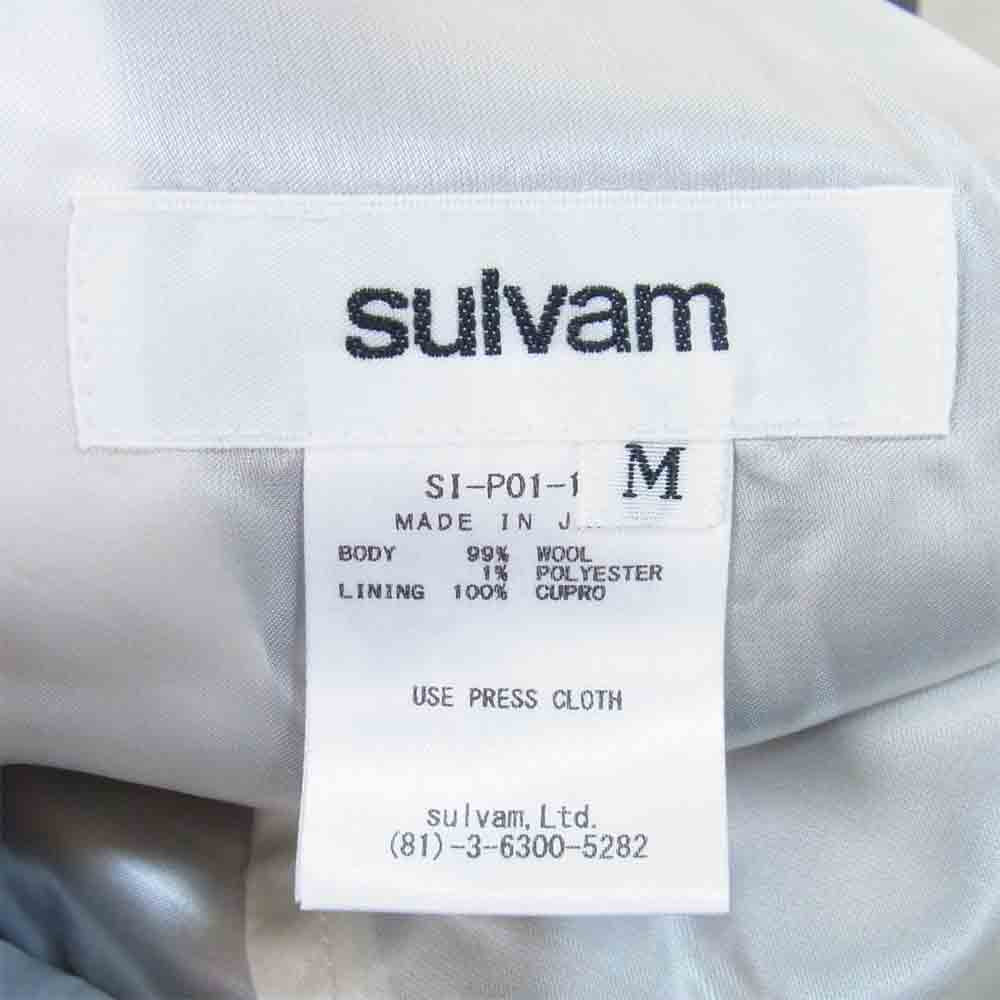 sulvam
M
SI-P01-1
MADE IN
BODY 99% WOOL
1% POLYESTER
LINING 100% CUPRO
USE PRESS CLOTH
sulvam, Ltd.
(81)-3-6300-5282